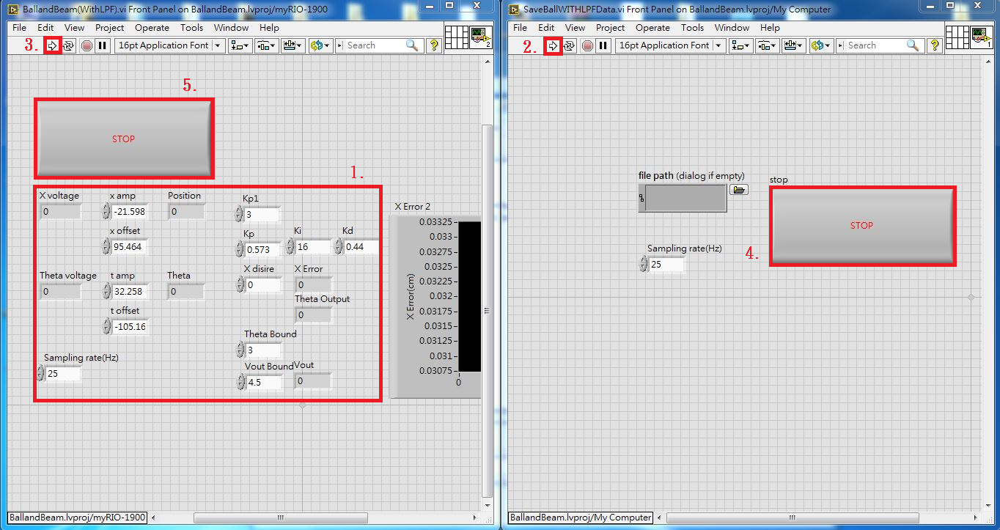 BallandBeam(WithLPF).vi Front Panel on BallandBeam.lvproj/myRIO-1900
File Edit View Project Operate Tools Window Help
3. 16pt Application Font Search ? 2
5.
STOP
1.
X voltage x amp Position Kp1
0 -21.598 0 3
x offset Kp Ki Kd
95.464 0.573 16 0.44
Theta voltage t amp Theta X disire X Error
0 32.258 0 0 0
t offset Theta Output
-105.16 0
Theta Bound
3
Sampling rate(Hz) Vout Bound Vout
25 4.5 0
X Error 2
X Error(cm)
0.03325
0.033
0.03275
0.0325
0.03225
0.032
0.03175
0.0315
0.03125
0.031
0.03075
0
BallandBeam.lvproj/myRIO-1900
SaveBallWITHLPFData.vi Front Panel on BallandBeam.lvproj/My Computer
File Edit View Project Operate Tools Window Help
2. 16pt Application Font Search ? 1
file path (dialog if empty)
stop
STOP
4.
Sampling rate(Hz)
25
BallandBeam.lvproj/My Computer